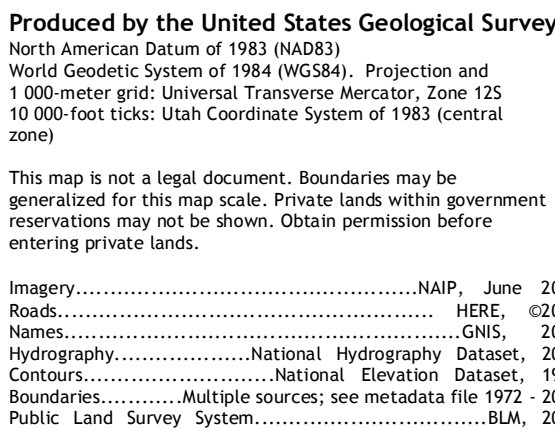 Produced by the United States Geological Survey
North American Datum of 1983 (NAD83)
World Geodetic System of 1984 (WGS84). Projection and
1 000-meter grid: Universal Transverse Mercator, Zone 12S
10 000-foot ticks: Utah Coordinate System of 1983 (central
zone)
This map is not a legal document. Boundaries may be
generalized for this map scale. Private lands within government
reservations may not be shown. Obtain permission before
entering private lands.
Imagery.................................................NAIP, June
Roads...................................................... HERE,
Names.........................................................GNIS,
Hydrography...................National Hydrography Dataset,
Contours...........................National Elevation Dataset,
Boundaries............Multiple sources; see metadata file 1972 -
Public Land Survey System.....................................BLM,